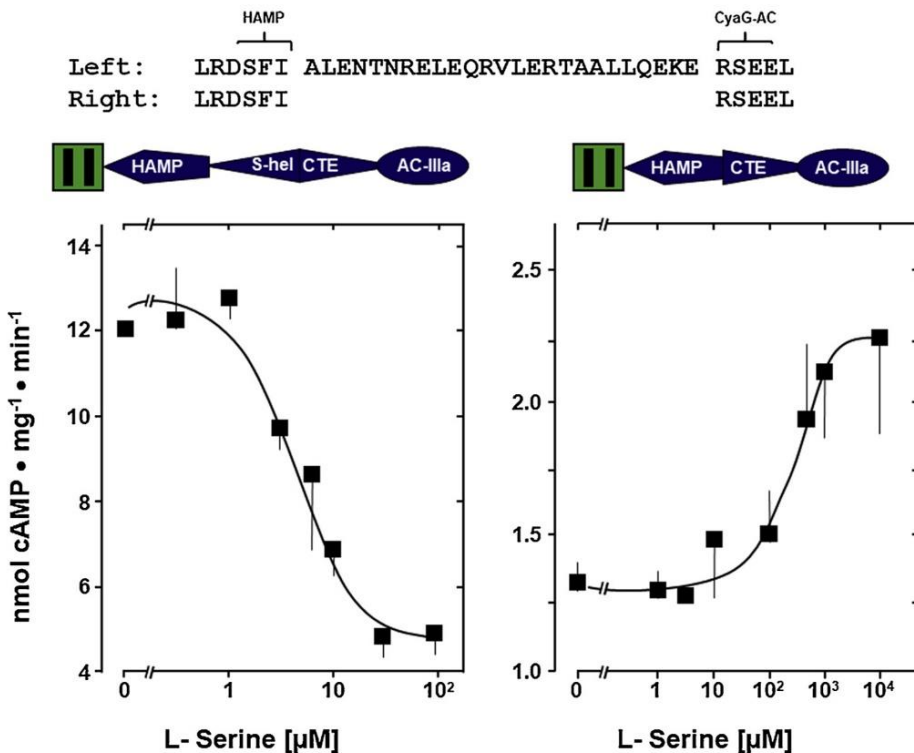 HAMP CyaG-AC
Left: LRDSFI ALENTNRELEQRVLERTAALLQEKE RSEEL
Right: LRDSFI RSEEL
HAMP S-hel CTE AC-IIIa
HAMP CTE AC-IIIa
nmol cAMP • mg⁻¹ • min⁻¹
14
12
10
8
6
4
0 1 10 10²
L- Serine [µM]
2.5
2.0
1.5
1.0
0 1 10 10² 10³ 10⁴
L- Serine [µM]